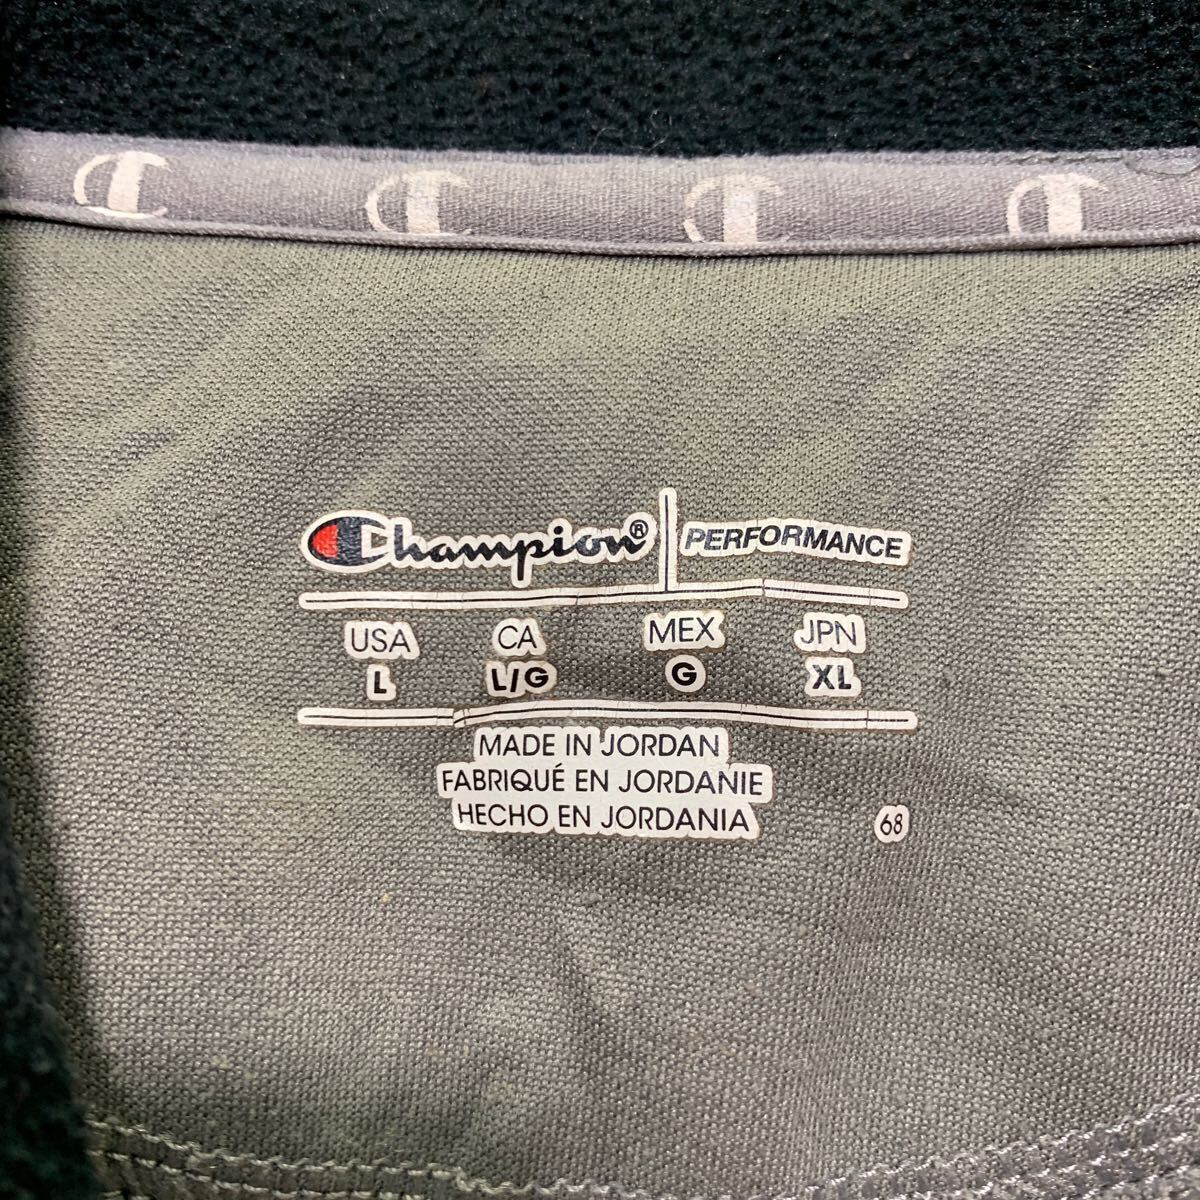 Champion® PERFORMANCE
USA CA MEX JPN
L L/G G XL
MADE IN JORDAN
FABRIQUÉ EN JORDANIE
HECHO EN JORDANIA
68